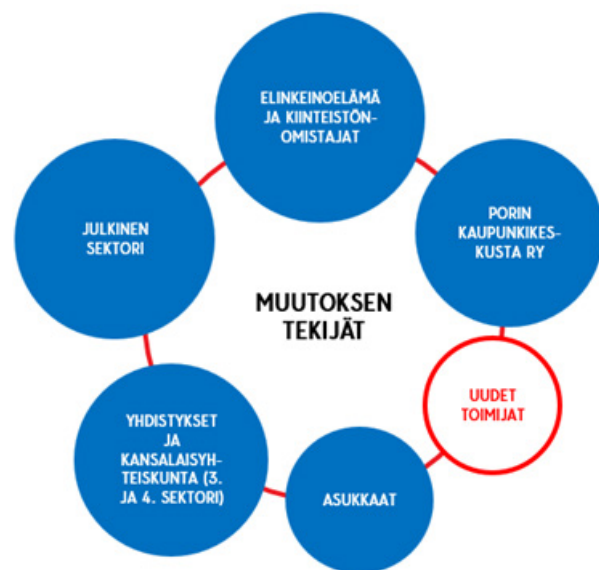 ELINKEINOELÄMÄ
JA KIINTEISTÖN-
OMISTAJAT
PORIN
KAUPUNKIKES-
KUSTA RY
UUDET
TOIMIJAT
ASUKKAAT
YHDISTYKSET
JA
KANSALAISYH-
TEISKUNTA (3.
JA 4. SEKTORI)
JULKINEN
SEKTORI
MUUTOKSEN
TEKIJÄT